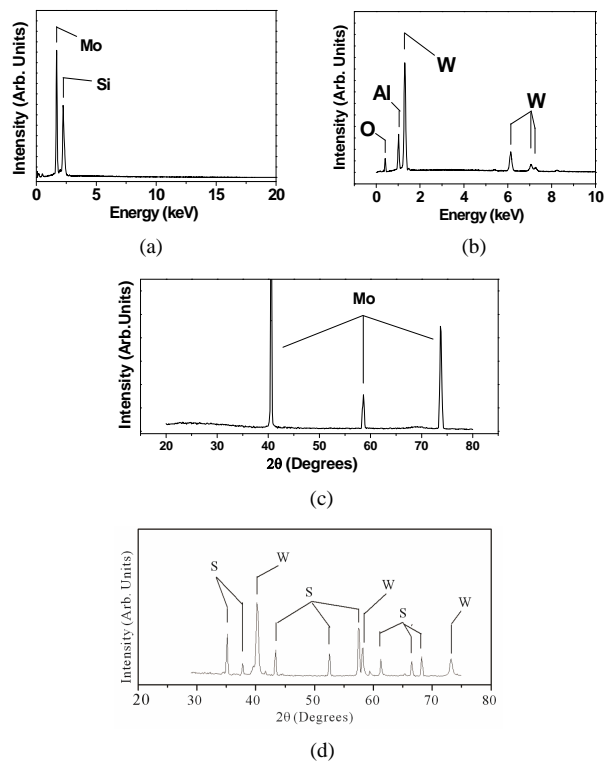 Intensity (Arb. Units)
Mo
Si
0 5 10 15 20
Energy (keV)
(a)
Intensity (Arb. Units)
O
Al
W
W
0 2 4 6 8 10
Energy (keV)
(b)
Intensity (Arb.Units)
Mo
20 30 40 50 60 70 80
2θ (Degrees)
(c)
Intensity (Arb. Units)
S
W
S
W
S
W
20 30 40 50 60 70 80
2θ (Degrees)
(d)